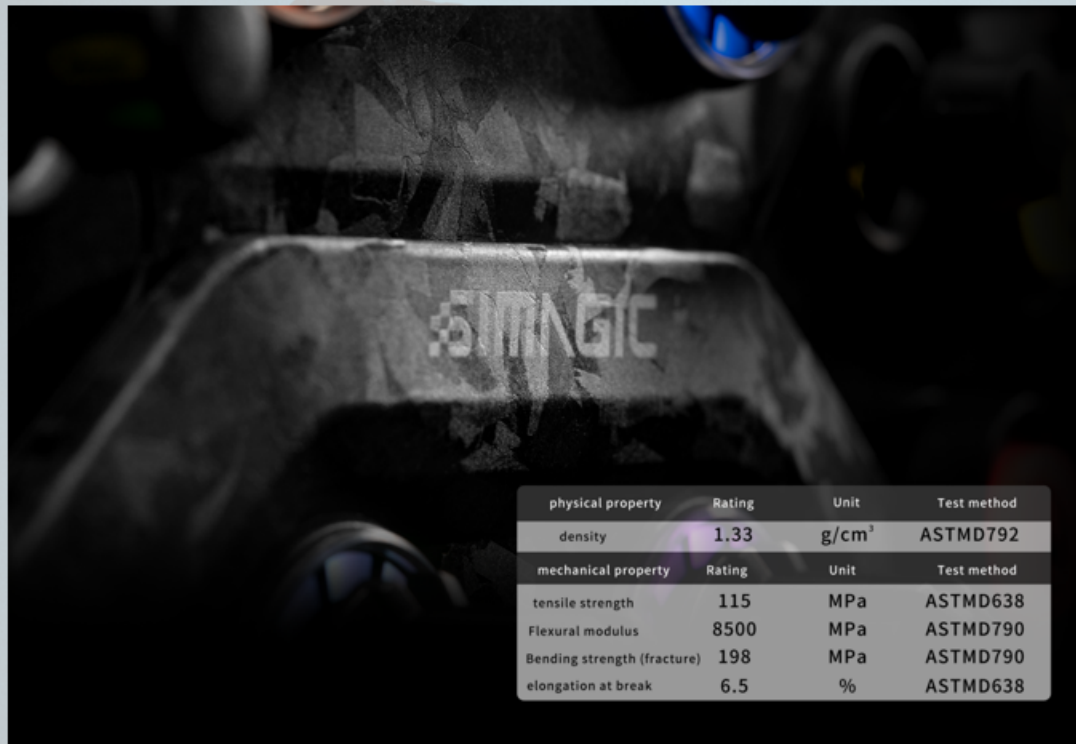 SIMAGIC
physical property Rating Unit Test method
density 1.33 g/cm³ ASTMD792
mechanical property Rating Unit Test method
tensile strength 115 MPa ASTMD638
Flexural modulus 8500 MPa ASTMD790
Bending strength (fracture) 198 MPa ASTMD790
elongation at break 6.5 % ASTMD638